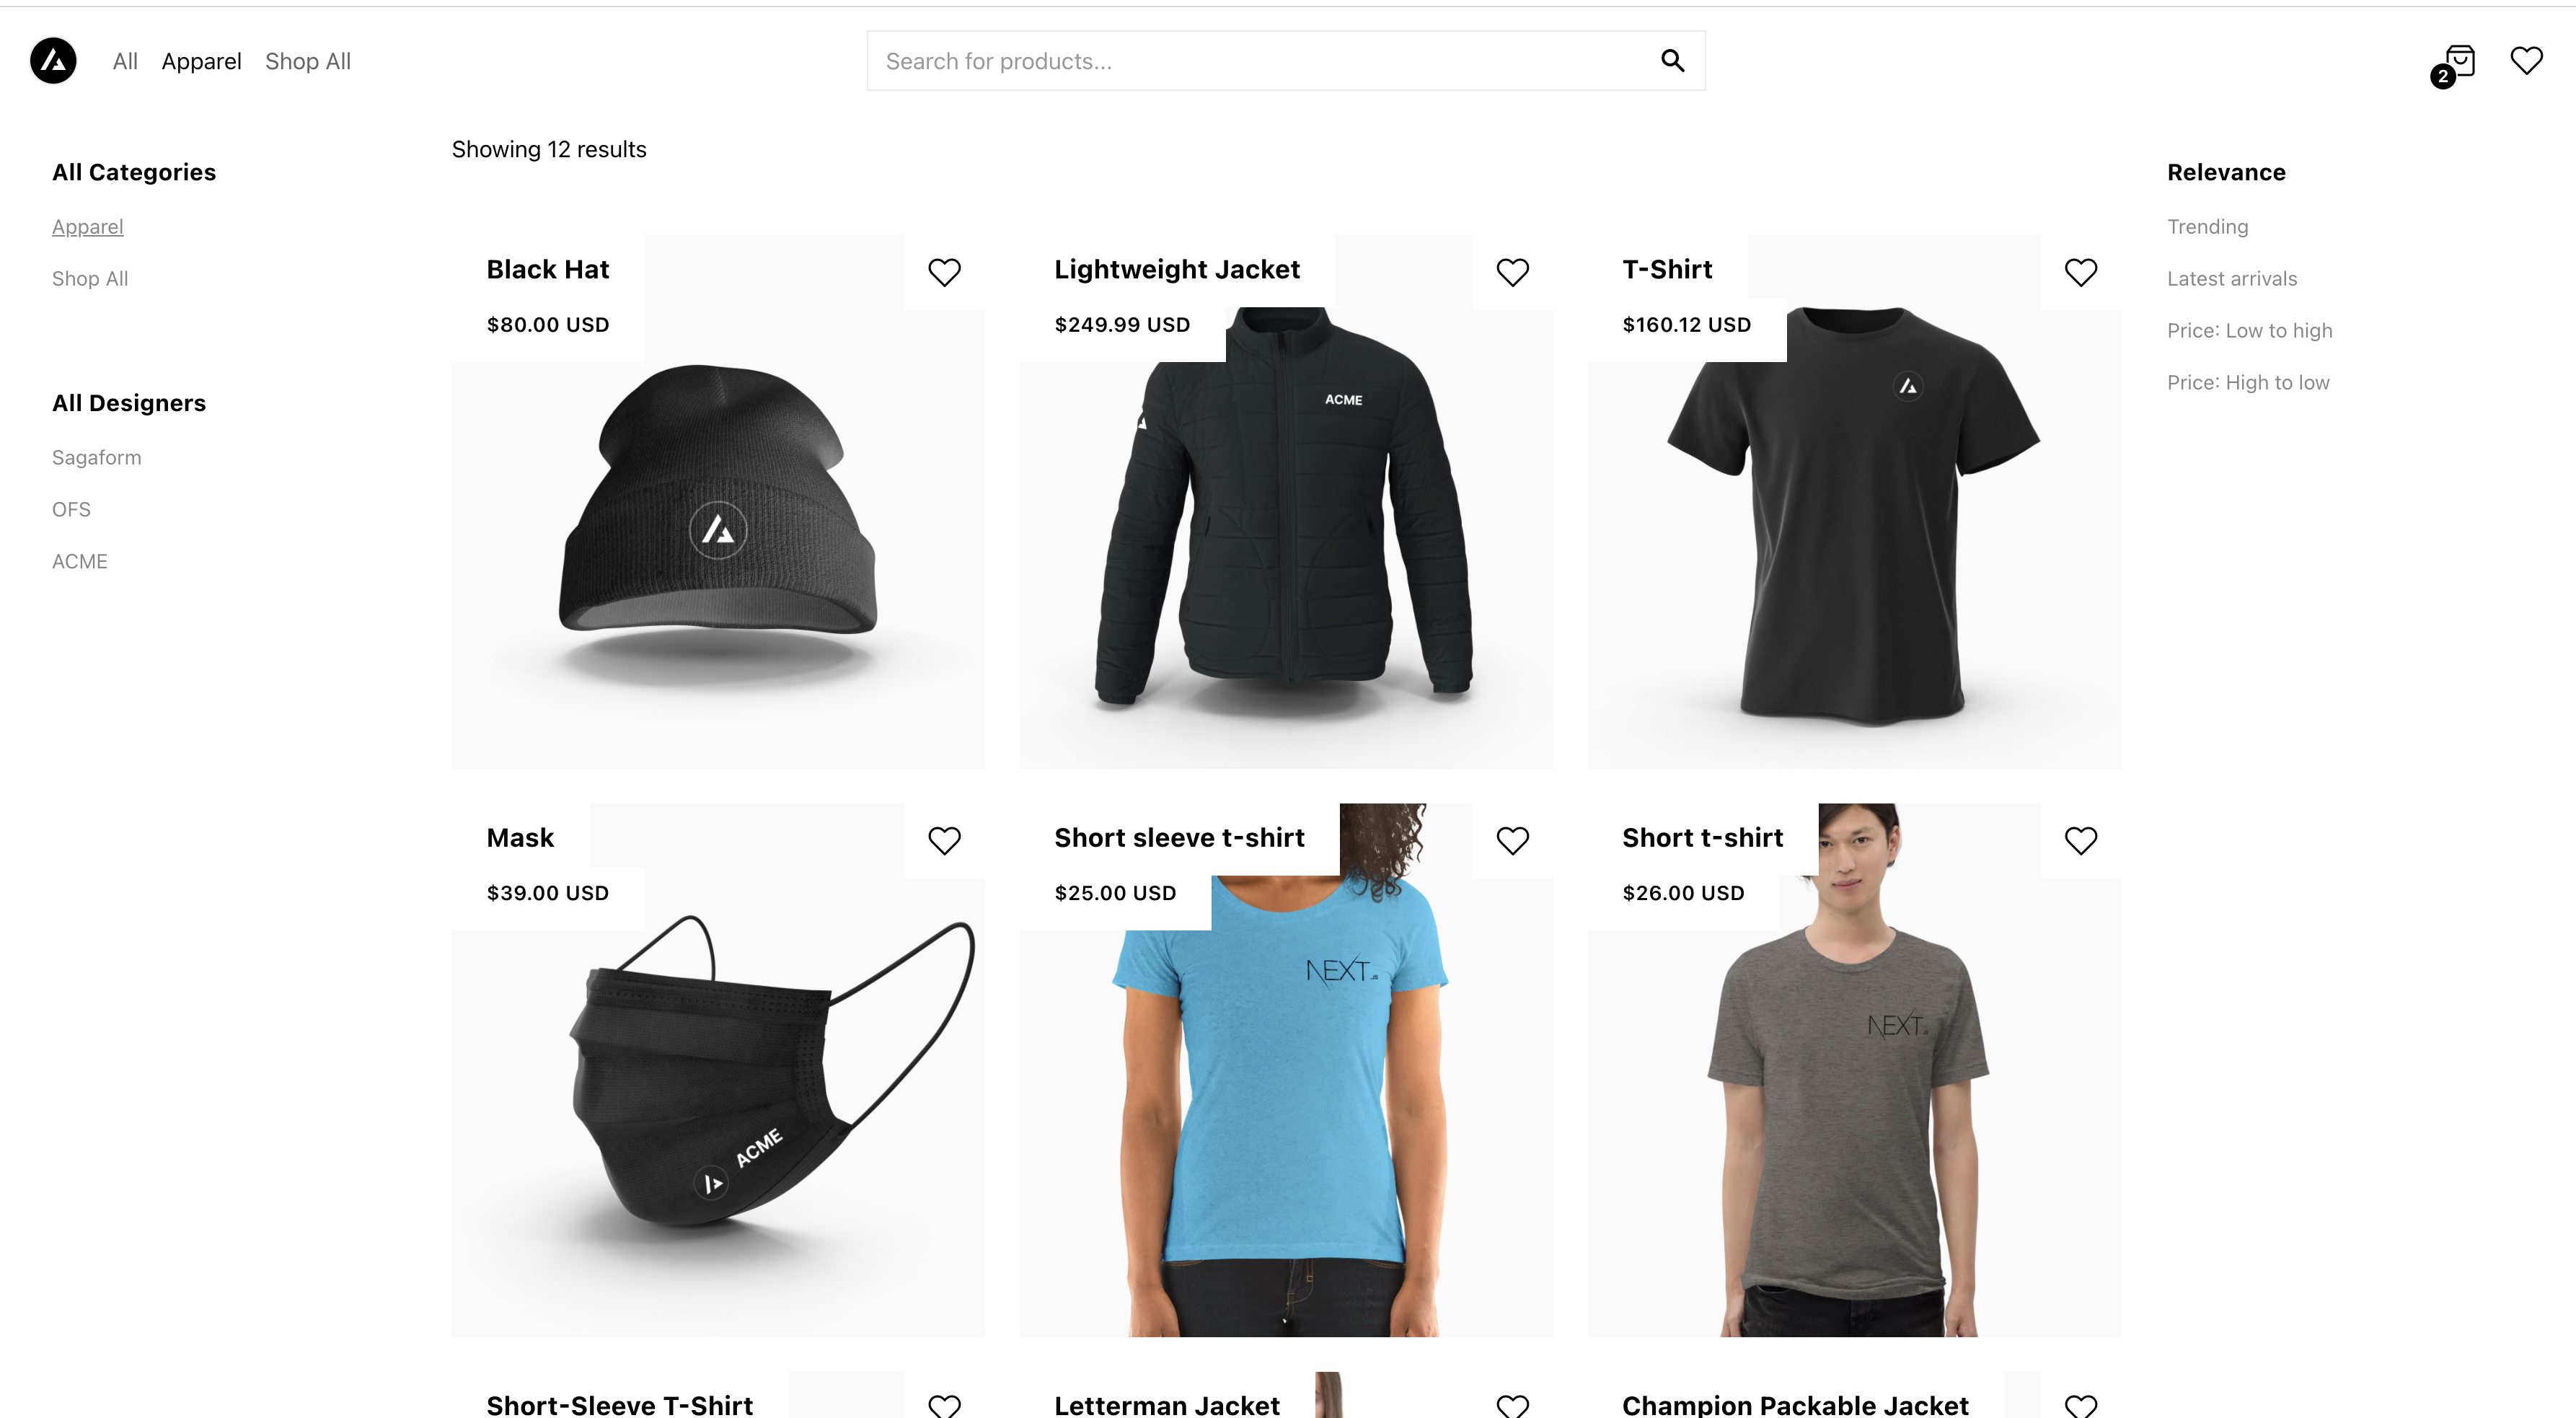 All Apparel Shop All
Search for products...
2
Showing 12 results
All Categories
Apparel
Shop All
All Designers
Sagaform
OFS
ACME
Black Hat
$80.00 USD
Lightweight Jacket
$249.99 USD
ACME
T-Shirt
$160.12 USD
Mask
$39.00 USD
ACME
Short sleeve t-shirt
$25.00 USD
NEXT.JS
Short t-shirt
$26.00 USD
NEXT.JS
Short-Sleeve T-Shirt
Letterman Jacket
Champion Packable Jacket
Relevance
Trending
Latest arrivals
Price: Low to high
Price: High to low